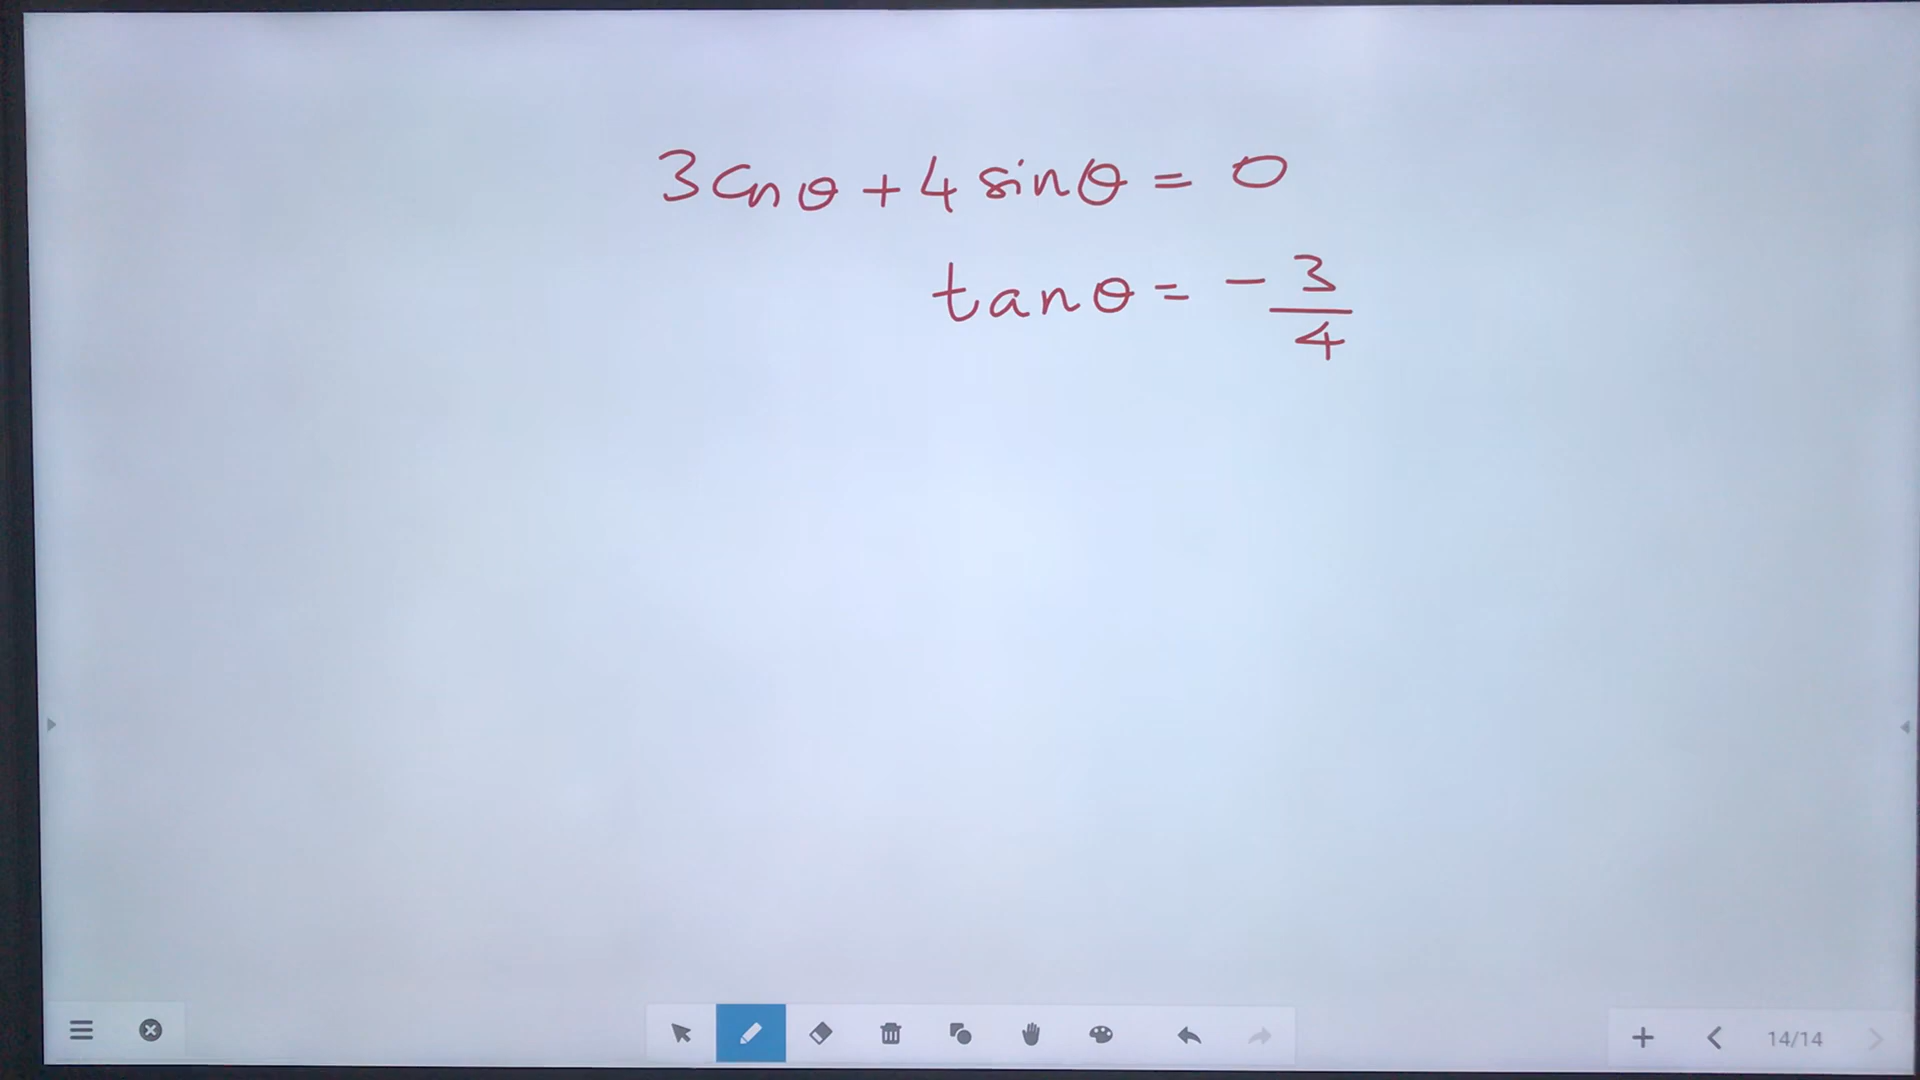 3 cos θ + 4 sin θ = 0
tan θ = - 3/4
14/14